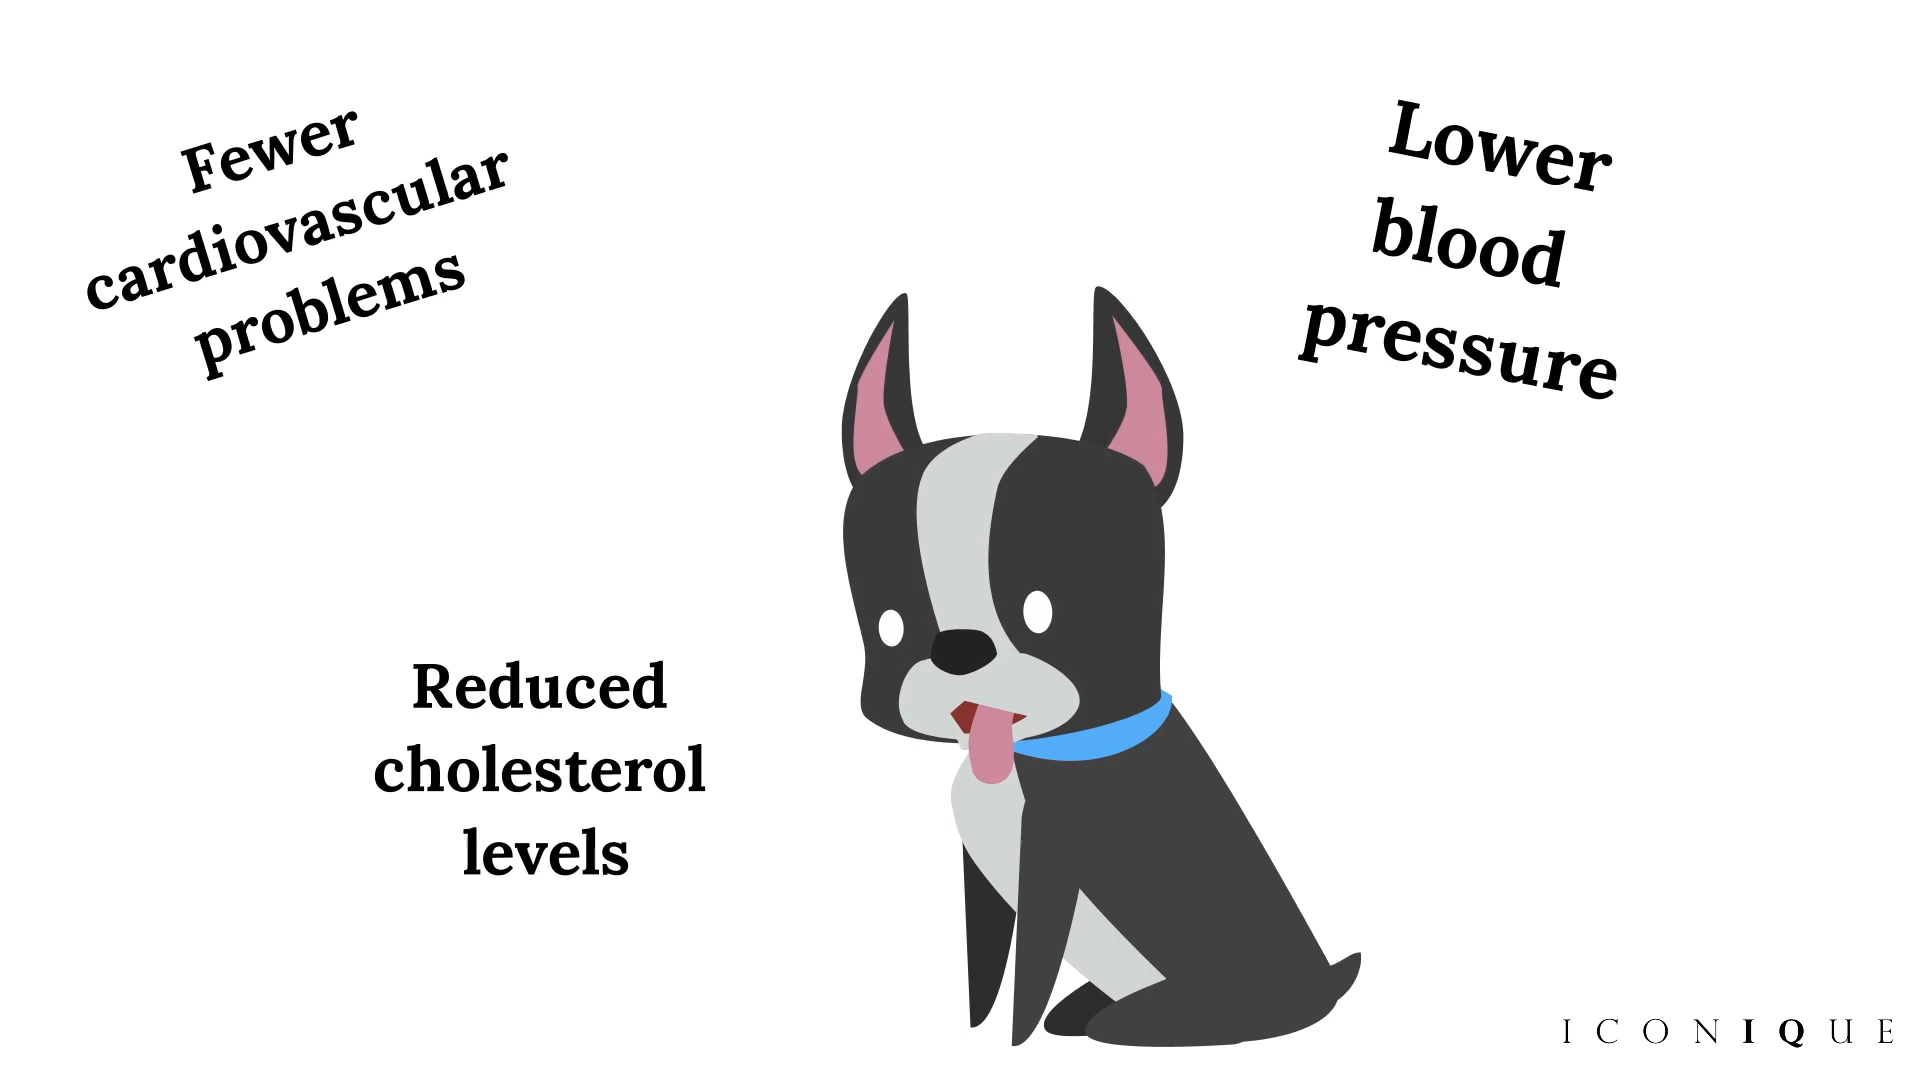 Fewer
cardiovascular
problems
Lower
blood
pressure
Reduced
cholesterol
levels
ICONIQUE